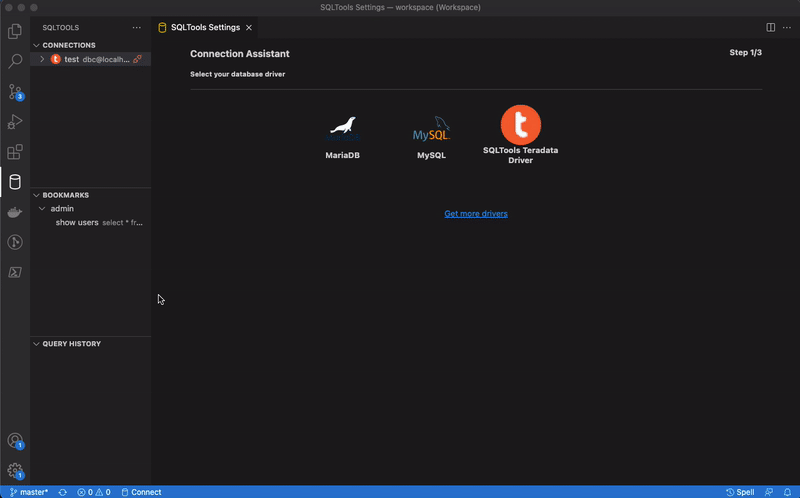 SQLTools Settings — workspace (Workspace)
SQLTOOLS
SQLTools Settings
CONNECTIONS
test dbc@localh...
Connection Assistant
Step 1/3
Select your database driver
MySQL
t
MariaDB
MySQL
SQLTools Teradata
Driver
Get more drivers
BOOKMARKS
admin
show users select * fr...
QUERY HISTORY
3
1
1
master*
0 0
Connect
Spell